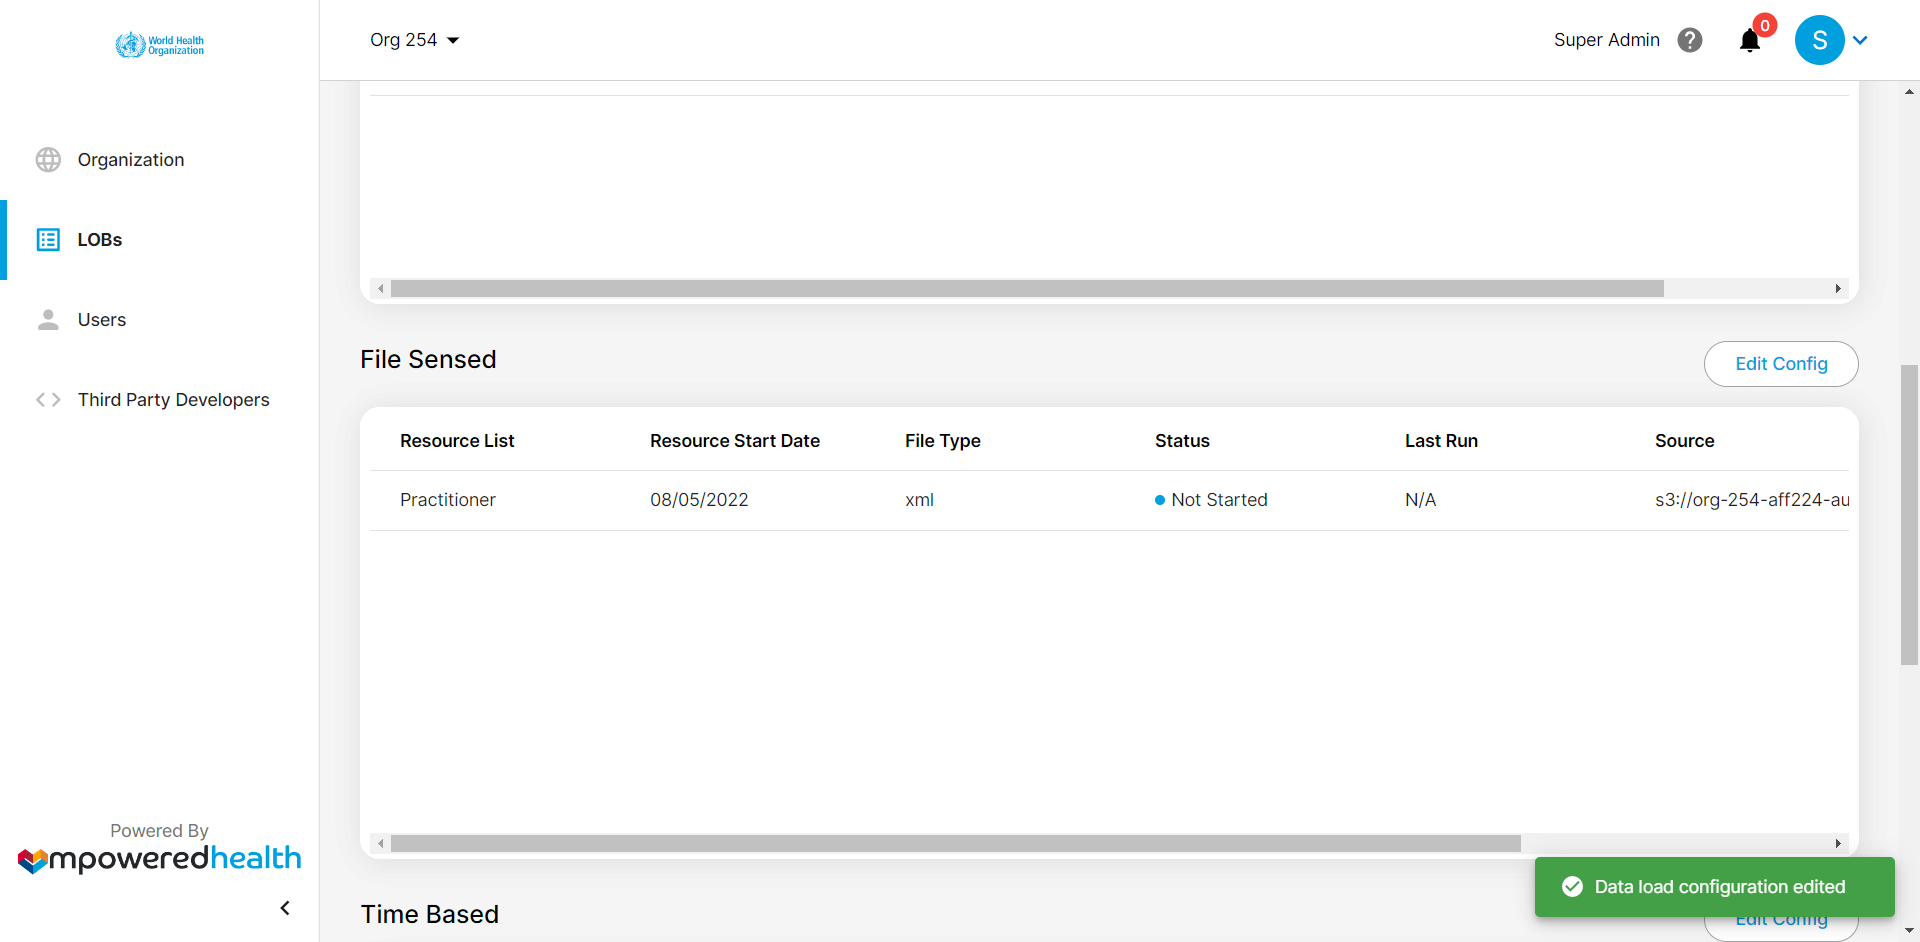 World Health
Organization
Org 254
Super Admin
0
S
Organization
LOBs
Users
Third Party Developers
File Sensed
Edit Config
Resource List Resource Start Date File Type Status Last Run Source
Practitioner 08/05/2022 xml Not Started N/A s3://org-254-aff224-au
Time Based
Edit Config
Data load configuration edited
Powered By
mpoweredhealth